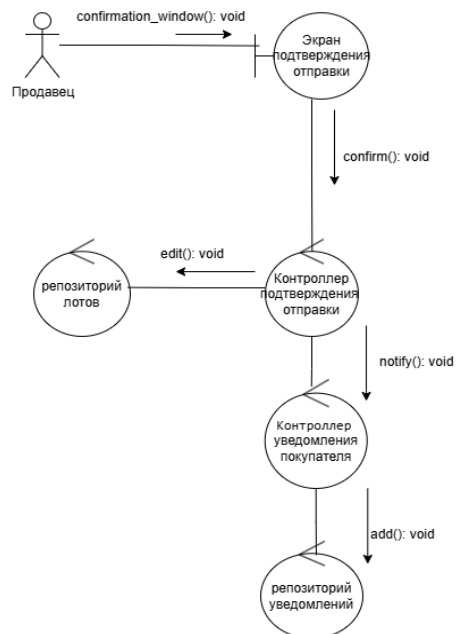 confirmation_window(): void
Экран
подтверждения
отправки
Продавец
confirm(): void
edit(): void
репозиторий
лотов
Контроллер
подтверждения
отправки
notify(): void
Контроллер
уведомления
покупателя
add(): void
репозиторий
уведомлений